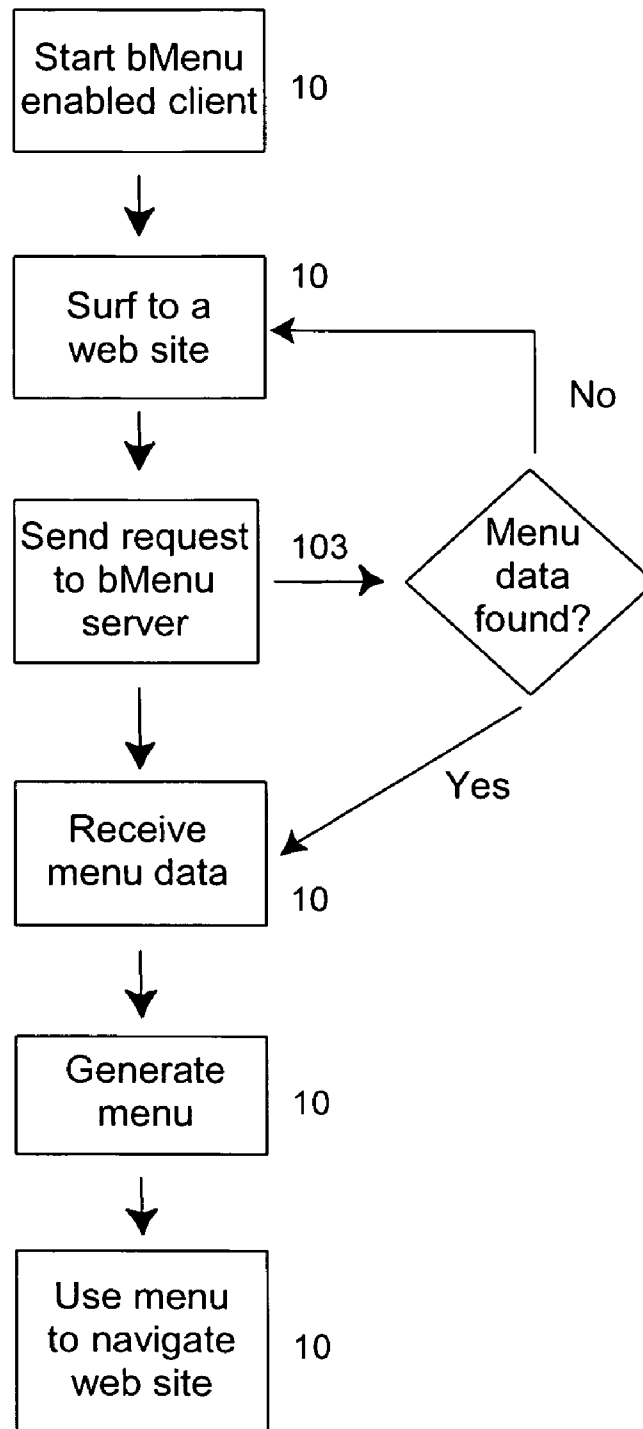 Start bMenu
enabled client
10
10
Surf to a
web site
No
Send request
to bMenu
server
103
Menu
data
found?
Yes
Receive
menu data
10
Generate
menu
10
Use menu
to navigate
web site
10